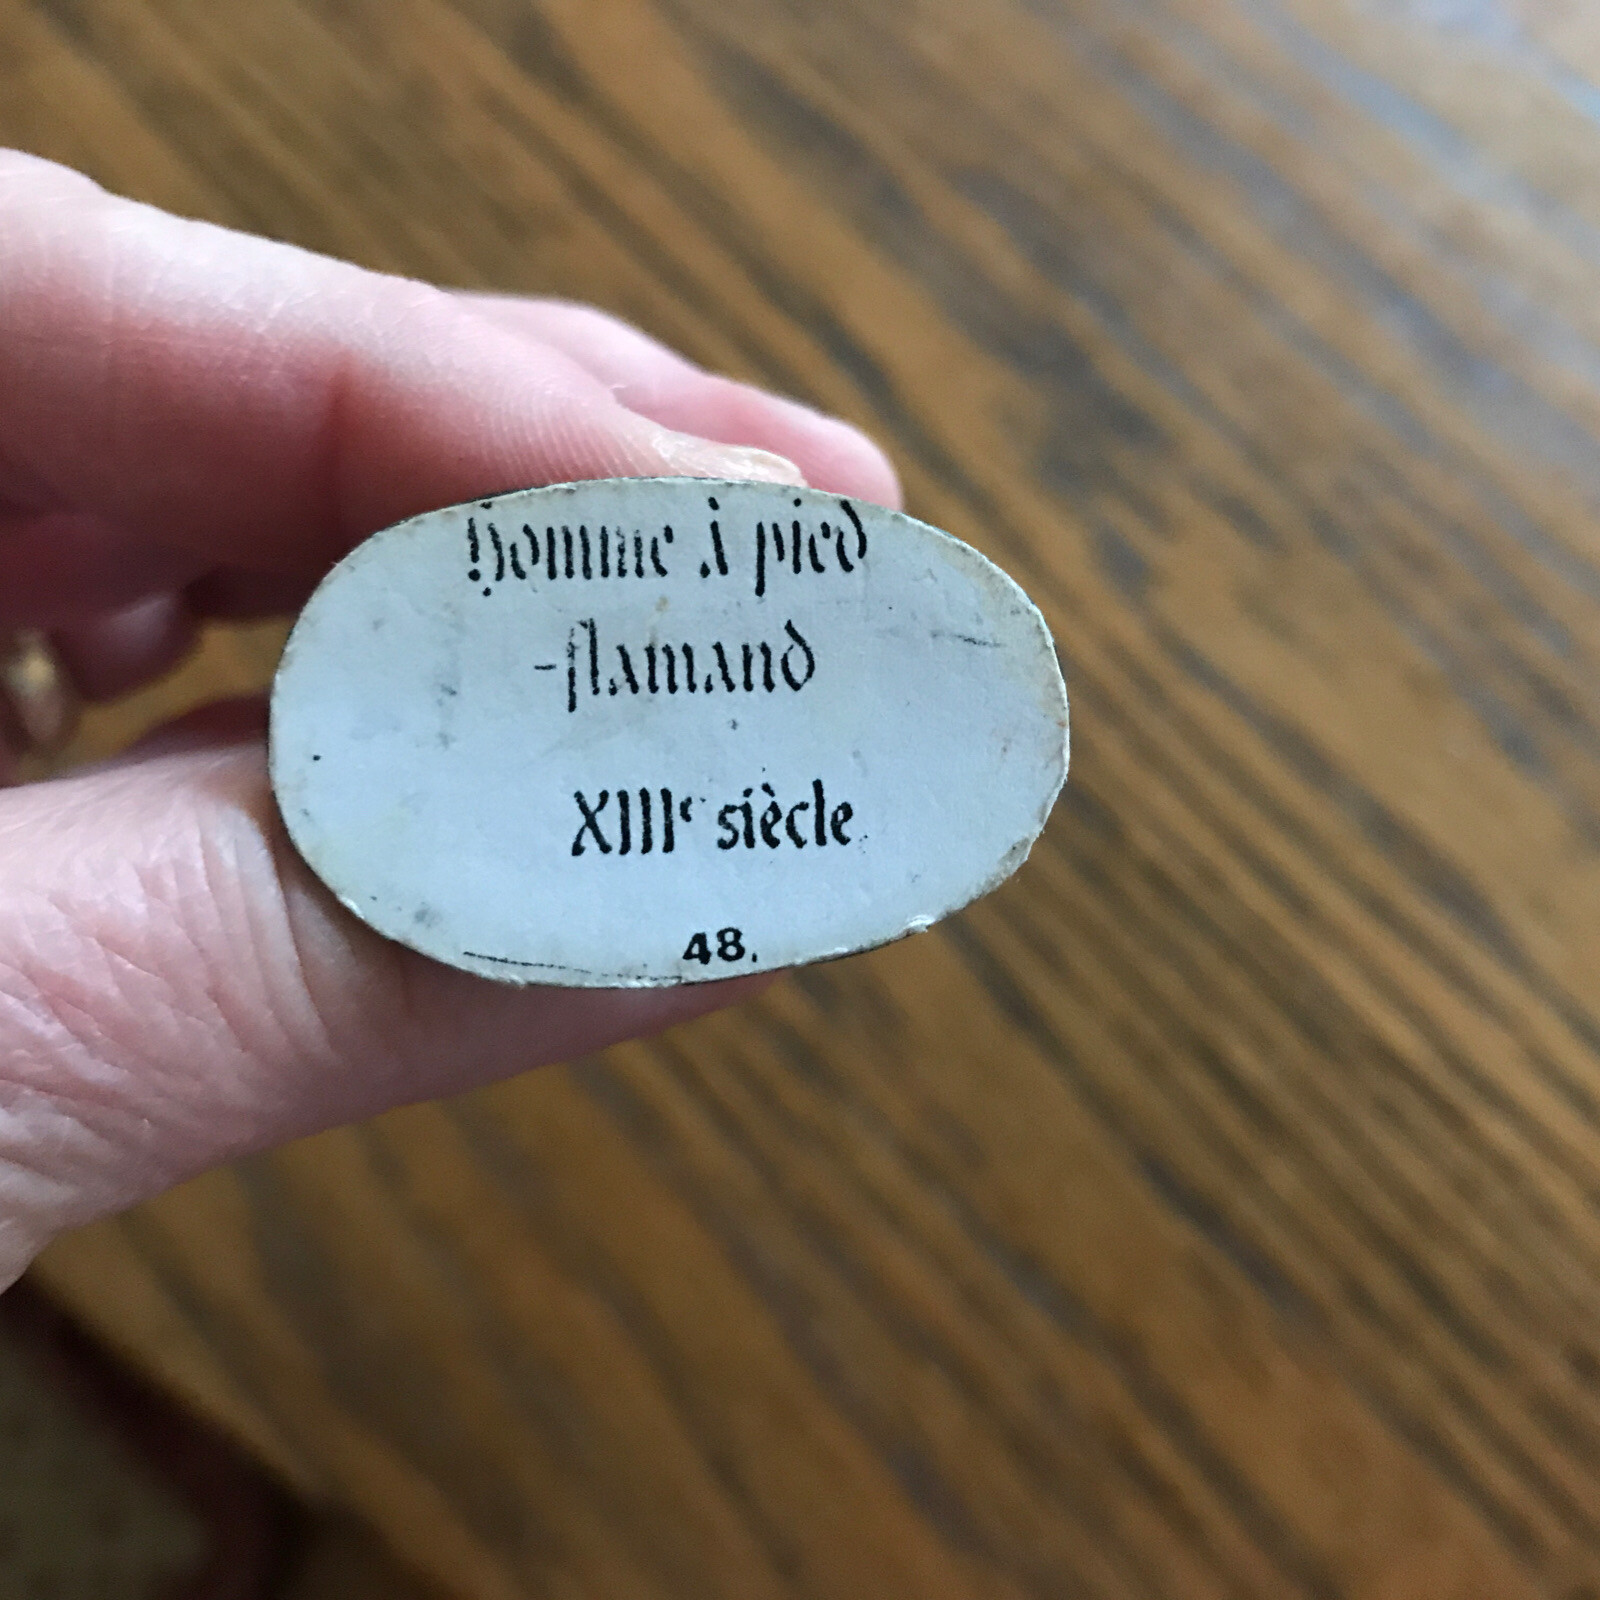 homme à pied
-flamand
XIIIe siècle
48.